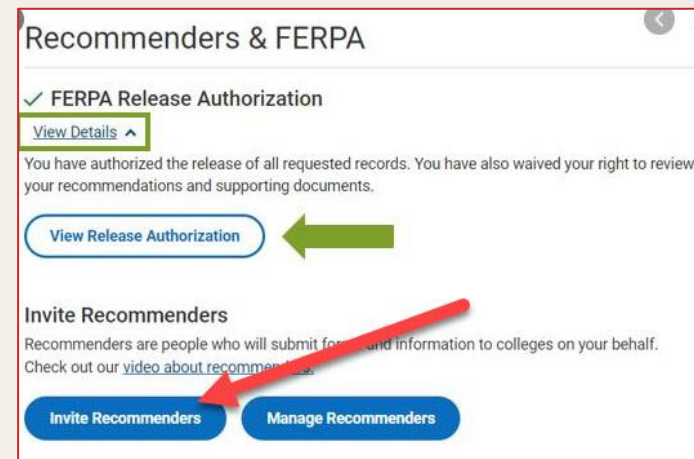 Recommenders & FERPA
FERPA Release Authorization
View Details
You have authorized the release of all requested records. You have also waived your right to review
your recommendations and supporting documents.
View Release Authorization
Invite Recommenders
Recommenders are people who will submit and information to colleges on your behalf.
Check out our video about
Invite Recommenders Manage Recommenders